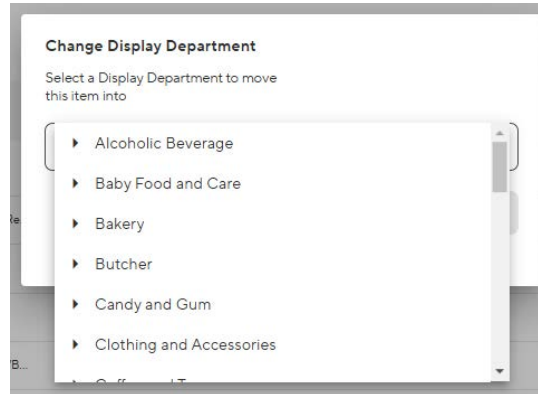 Change Display Department
Select a Display Department to move
this item into
Alcoholic Beverage
Baby Food and Care
Bakery
Butcher
Candy and Gum
Clothing and Accessories